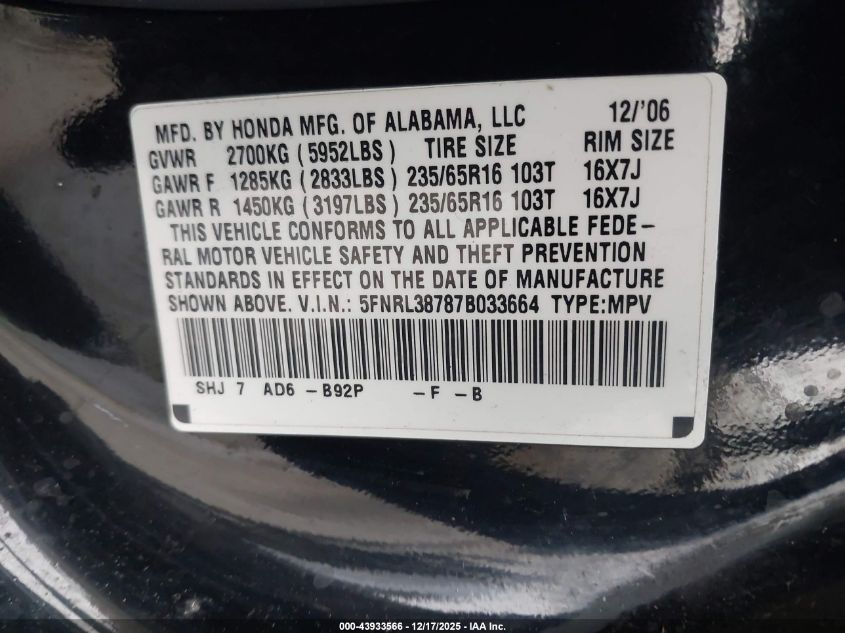 MFD. BY HONDA MFG. OF ALABAMA, LLC 12/'06
GVWR 2700KG (5952LBS) TIRE SIZE RIM SIZE
GAWR F 1285KG (2833LBS) 235/65R16 103T 16X7J
GAWR R 1450KG (3197LBS) 235/65R16 103T 16X7J
THIS VEHICLE CONFORMS TO ALL APPLICABLE FEDE-
RAL MOTOR VEHICLE SAFETY AND THEFT PREVENTION
STANDARDS IN EFFECT ON THE DATE OF MANUFACTURE
SHOWN ABOVE. V.I.N.: 5FNRL38787B033664 TYPE:MPV
SHJ 7 AD6 -B92P -F -B
000-43933566 - 12/17/2025 - IAA Inc.